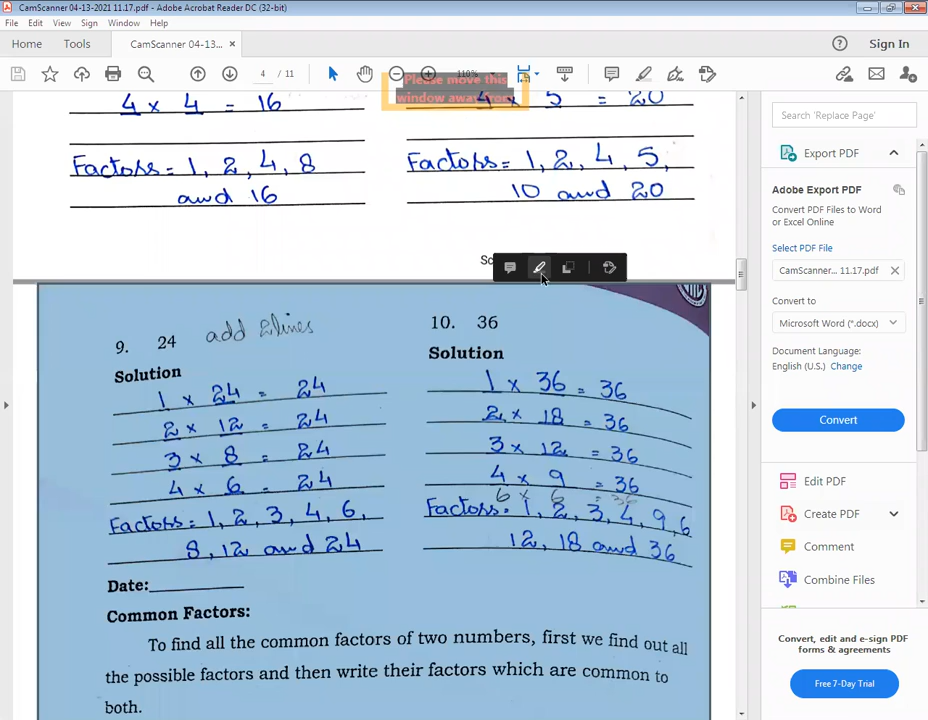 CamScanner 04-13-2021 11.17.pdf - Adobe Acrobat Reader DC (32-bit)
File Edit View Sign Window Help
Home Tools CamScanner 04-13... × Sign In
4 / 11 110%
Please move this
window away from
4 × 4 = 16
4 × 5 = 20
Factors = 1, 2, 4, 8
and 16
Factors = 1, 2, 4, 5,
10 and 20
Sc
9. 24 add 2 lines
Solution
1 × 24 = 24
2 × 12 = 24
3 × 8 = 24
4 × 6 = 24
Factors = 1, 2, 3, 4, 6,
8, 12 and 24
10. 36
Solution
1 × 36 = 36
2 × 18 = 36
3 × 12 = 36
4 × 9 = 36
6 × 6 = 36
Factors = 1, 2, 3, 4, 9, 6
12, 18 and 36
Date:
Common Factors:
To find all the common factors of two numbers, first we find out all
the possible factors and then write their factors which are common to
both.
Search 'Replace Page'
Export PDF
Adobe Export PDF
Convert PDF Files to Word
or Excel Online
Select PDF File
CamScanner... 11.17.pdf
Convert to
Microsoft Word (*.docx)
Document Language:
English (U.S.) Change
Convert
Edit PDF
Create PDF
Comment
Combine Files
Convert, edit and e-sign PDF
forms & agreements
Free 7-Day Trial